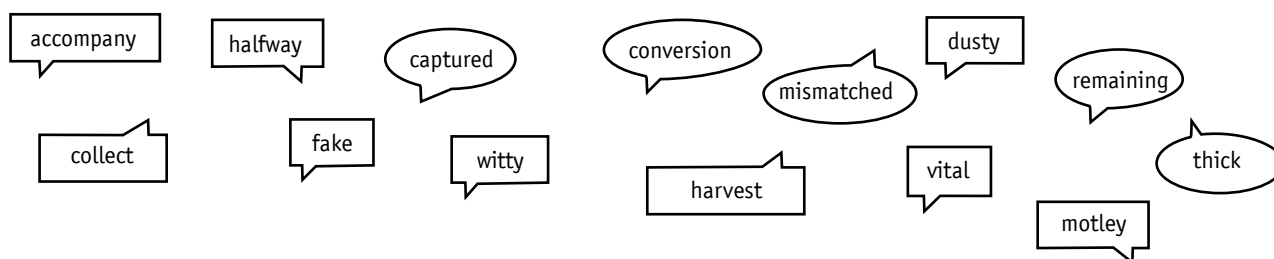 accompany
halfway
captured
conversion
mismatched
dusty
remaining
collect
fake
witty
harvest
vital
thick
motley